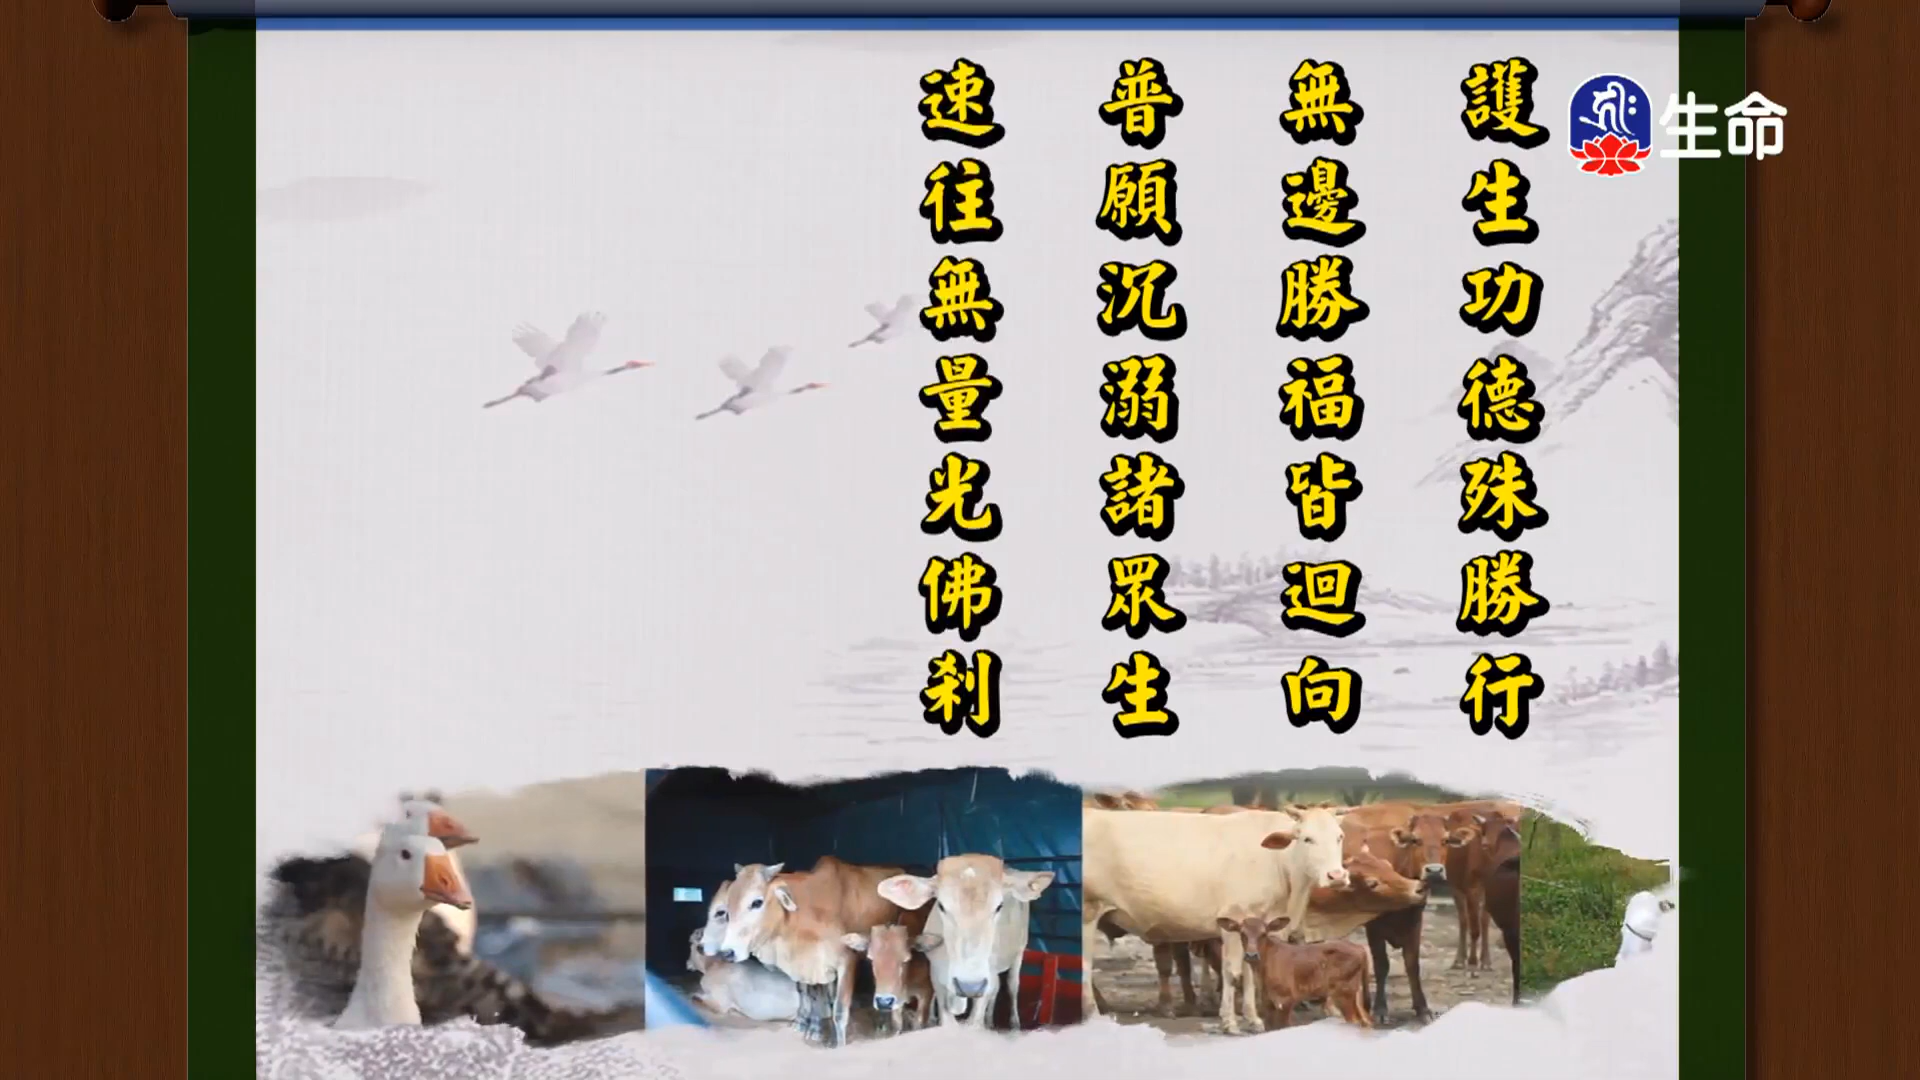 護生功德殊勝行
無邊勝福皆迴向
普願沉溺諸眾生
速往無量光佛剎
生命